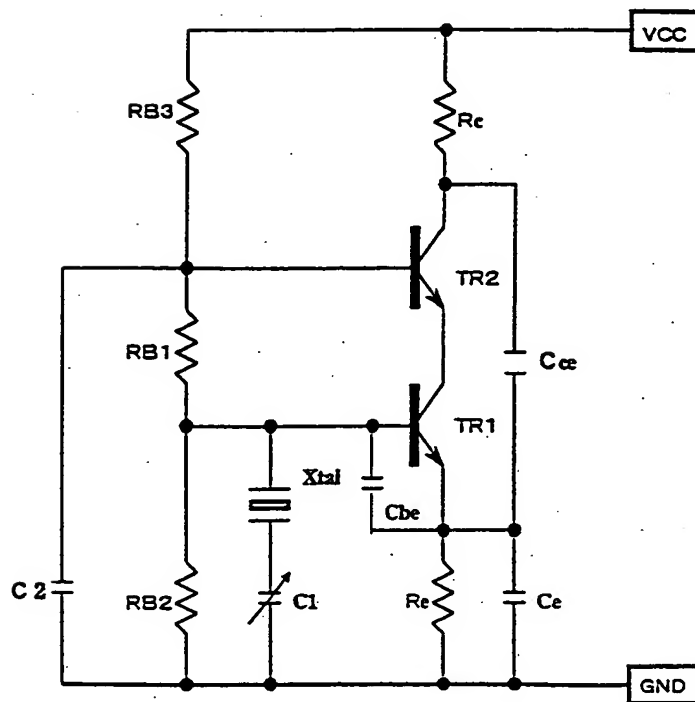 VCC
RB3
Rc
TR2
RB1
Cce
TR1
Xtal
Cbe
C2
RB2
C1
Re
Ce
GND